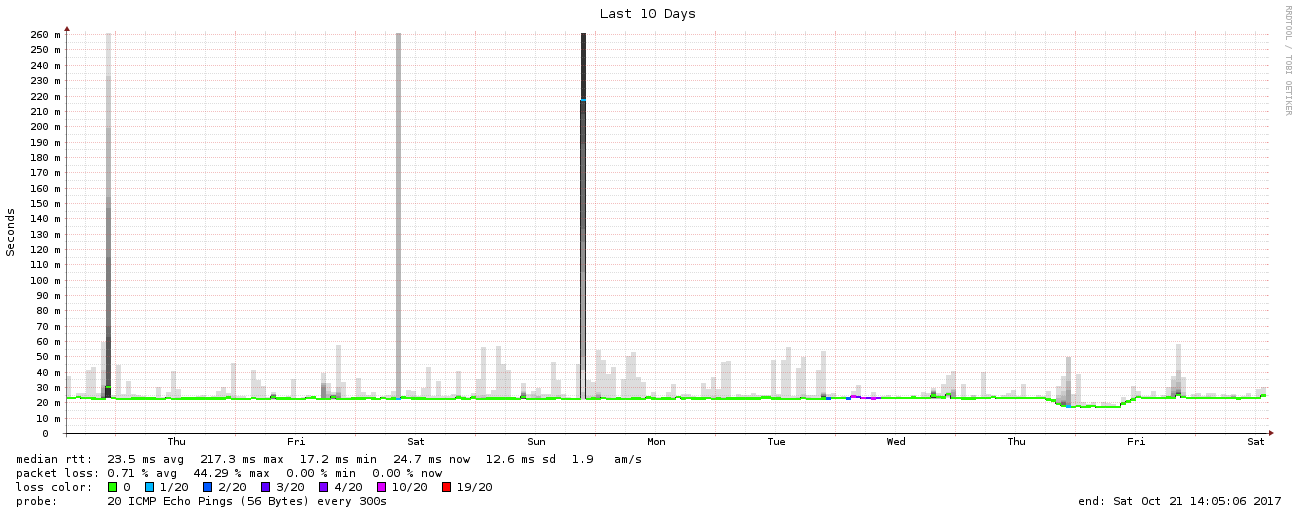 Last 10 Days
RRDTOOL / TOBI OETIKER
Seconds
260 m
250 m
240 m
230 m
220 m
210 m
200 m
190 m
180 m
170 m
160 m
150 m
140 m
130 m
120 m
110 m
100 m
90 m
80 m
70 m
60 m
50 m
40 m
30 m
20 m
10 m
0
Thu Fri Sat Sun Mon Tue Wed Thu Fri Sat
median rtt: 23.5 ms avg 217.3 ms max 17.2 ms min 24.7 ms now 12.6 ms sd 1.9 am/s
packet loss: 0.71 % avg 44.29 % max 0.00 % min 0.00 % now
loss color: 0 1/20 2/20 3/20 4/20 10/20 19/20
probe: 20 ICMP Echo Pings (56 Bytes) every 300s end: Sat Oct 21 14:05:06 2017